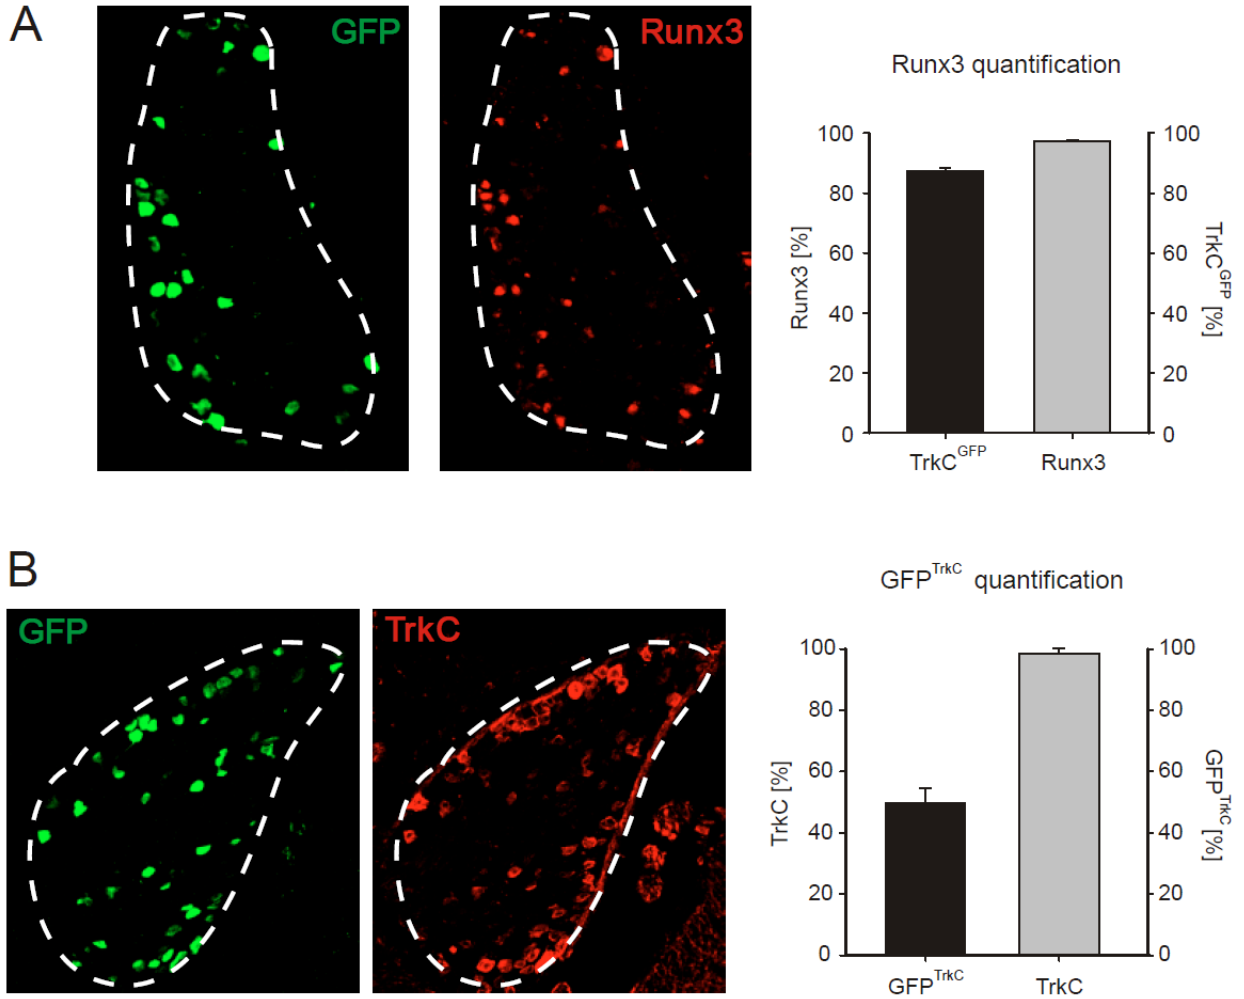 A
GFP
Runx3
Runx3 quantification
100
80
60
40
20
0
Runx3 [%]
100
80
60
40
20
0
TrkC^GFP [%]
TrkC^GFP
Runx3
B
GFP
TrkC
GFP^TrkC quantification
100
80
60
40
20
0
TrkC [%]
100
80
60
40
20
0
GFP^TrkC [%]
GFP^TrkC
TrkC